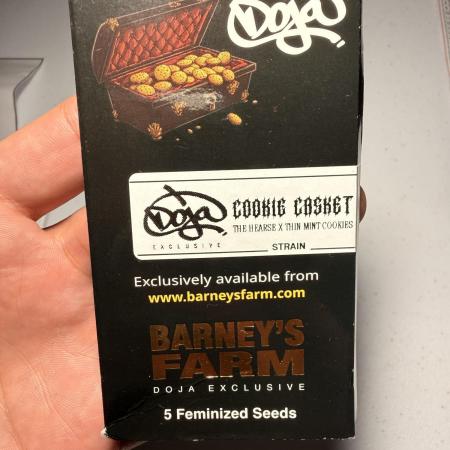 Doja
Doja
EXCLUSIVE
COOKIE CASKET
THE HEARSE X THIN MINT COOKIES
STRAIN
Exclusively available from
www.barneysfarm.com
BARNEY'S
FARM
DOJA EXCLUSIVE
5 Feminized Seeds